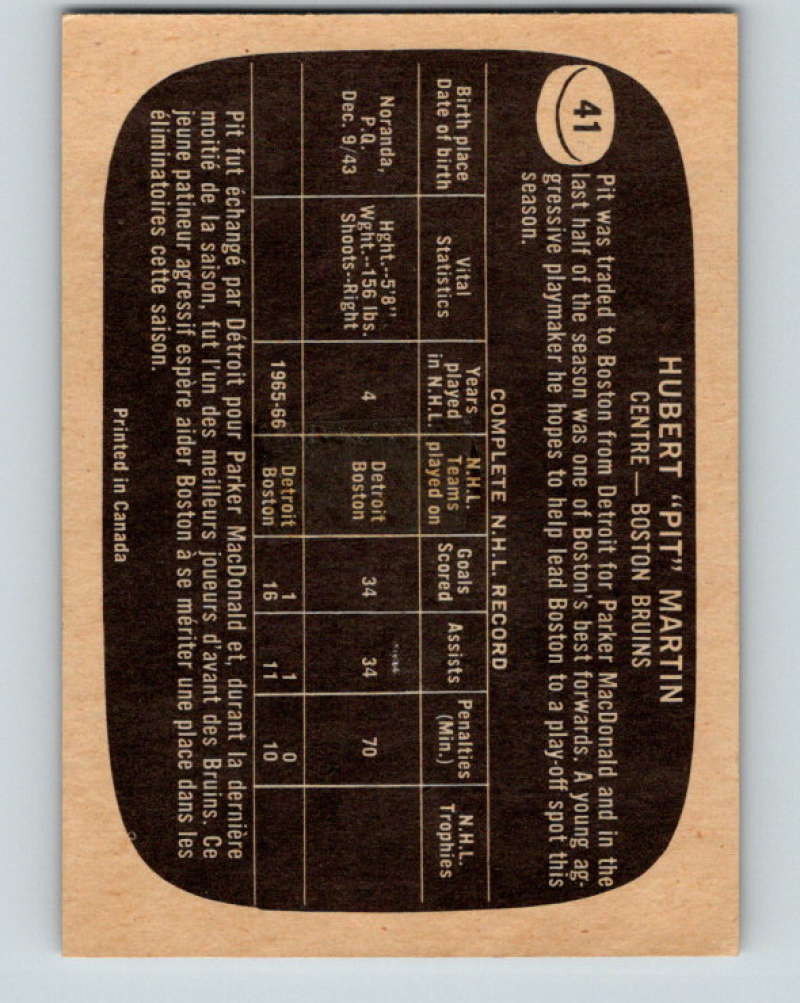 HUBERT "PIT" MARTIN
CENTRE — BOSTON BRUINS
41
Pit was traded to Boston from Detroit for Parker MacDonald and in the
last half of the season was one of Boston's best forwards. A young ag-
gressive playmaker he hopes to help lead Boston to a play-off spot this
season.
COMPLETE N.H.L. RECORD
Birth place
Date of birth
Vital
Statistics
Years
played
in N.H.L.
N.H.L.
Teams
played on
Goals
Scored
Assists
Penalties
(Min.)
N.H.L.
Trophies
Noranda,
P.Q.
Dec. 9/43
Hght.--5'8"
Wght.--156 lbs.
Shoots--Right
4
Detroit
Boston
34
34
70
1965-66
Detroit 1 1 0
Boston 16 11 10
Pit fut échangé par Détroit pour Parker MacDonald et, durant la dernière
moitié de la saison, fut l'un des meilleurs joueurs d'avant des Bruins. Ce
jeune patineur agressif espère aider Boston à se mériter une place dans les
éliminatoires cette saison.
Printed in Canada